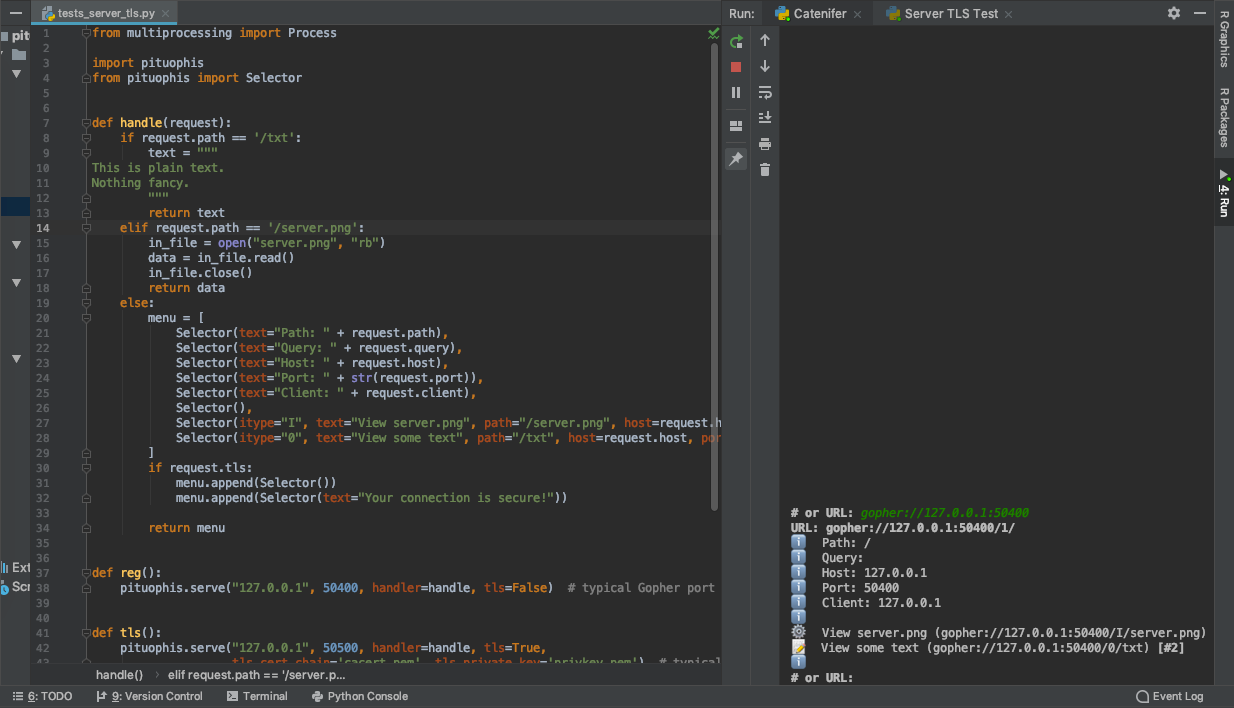 tests_server_tls.py
Run:
Catenifer
Server TLS Test
1 from multiprocessing import Process
2
3 import pituophis
4 from pituophis import Selector
5
6
7 def handle(request):
8     if request.path == '/txt':
9         text = """
10 This is plain text.
11 Nothing fancy.
12         """
13         return text
14     elif request.path == '/server.png':
15         in_file = open("server.png", "rb")
16         data = in_file.read()
17         in_file.close()
18         return data
19     else:
20         menu = [
21             Selector(text="Path: " + request.path),
22             Selector(text="Query: " + request.query),
23             Selector(text="Host: " + request.host),
24             Selector(text="Port: " + str(request.port)),
25             Selector(text="Client: " + request.client),
26             Selector(),
27             Selector(itype="I", text="View server.png", path="/server.png", host=request.h
28             Selector(itype="0", text="View some text", path="/txt", host=request.host, por
29         ]
30         if request.tls:
31             menu.append(Selector())
32             menu.append(Selector(text="Your connection is secure!"))
33
34         return menu
35
36
37 def reg():
38     pituophis.serve("127.0.0.1", 50400, handler=handle, tls=False)  # typical Gopher port
39
40
41 def tls():
42     pituophis.serve("127.0.0.1", 50500, handler=handle, tls=True,
43                     tls_cert_chain='cacert.pem', tls_private_key='privkey.pem')  # typical
handle()
elif request.path == '/server.p...
pit
Ext
Scr
# or URL: gopher://127.0.0.1:50400
URL: gopher://127.0.0.1:50400/1/
Path: /
Query:
Host: 127.0.0.1
Port: 50400
Client: 127.0.0.1
View server.png (gopher://127.0.0.1:50400/I/server.png)
View some text (gopher://127.0.0.1:50400/0/txt) [#2]
# or URL:
R Graphics
R Packages
4: Run
6: TODO
9: Version Control
Terminal
Python Console
Event Log